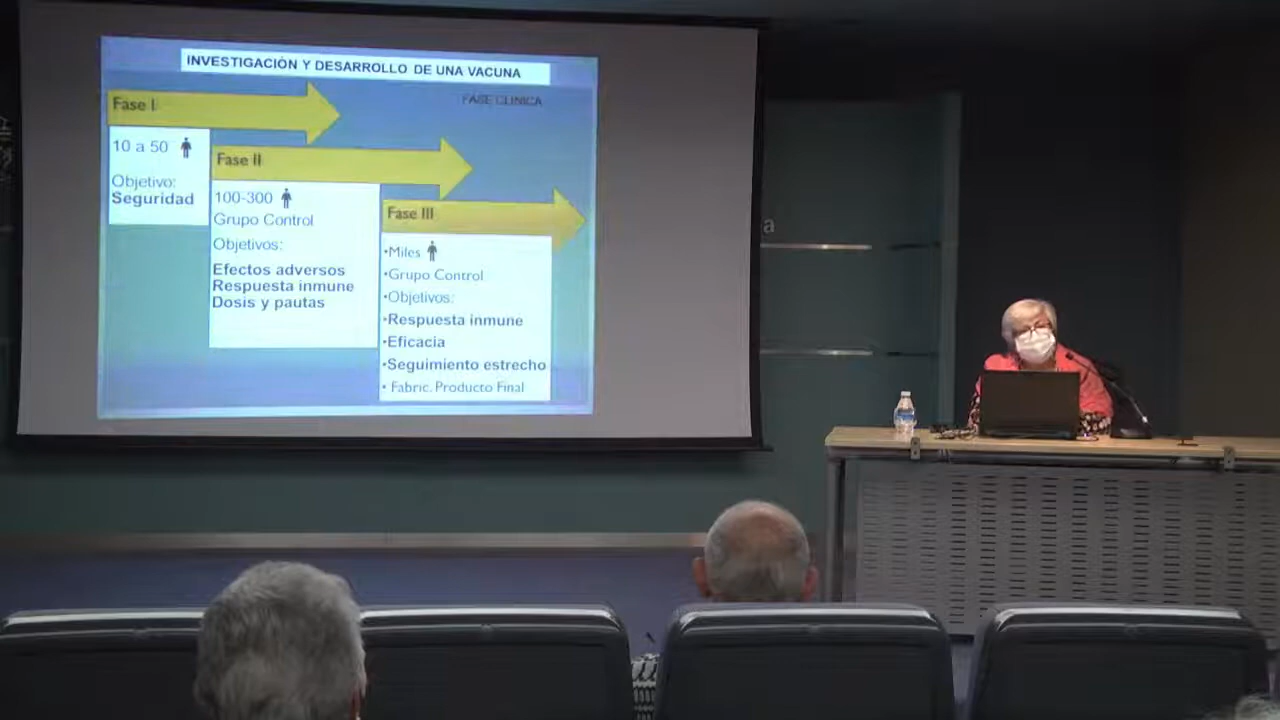 INVESTIGACIÓN Y DESARROLLO DE UNA VACUNA
FASE CLINICA
Fase I
10 a 50
Objetivo:
Seguridad
Fase II
100-300
Grupo Control
Objetivos:
Efectos adversos
Respuesta inmune
Dosis y pautas
Fase III
•Miles
•Grupo Control
•Objetivos:
•Respuesta inmune
•Eficacia
•Seguimiento estrecho
• Fabric. Producto Final
a